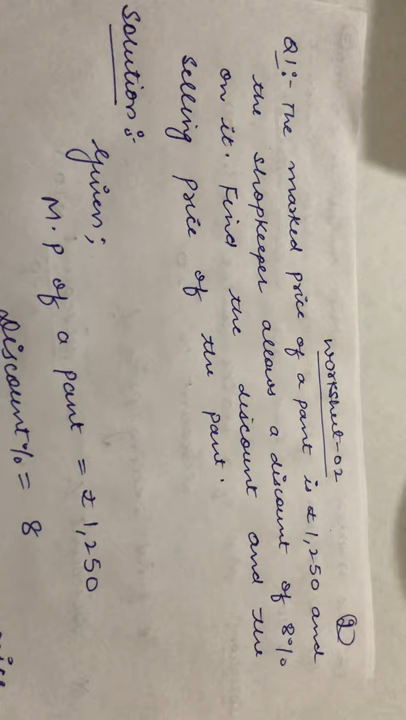 Worksheet-02
2
Q1:- The marked price of a pant is ₹1,250 and
the shopkeeper allows a discount of 8%
on it. Find the discount and the
selling price of the pant.
Solution:-
Given;
M.p of a pant = ₹1,250
Discount% = 8